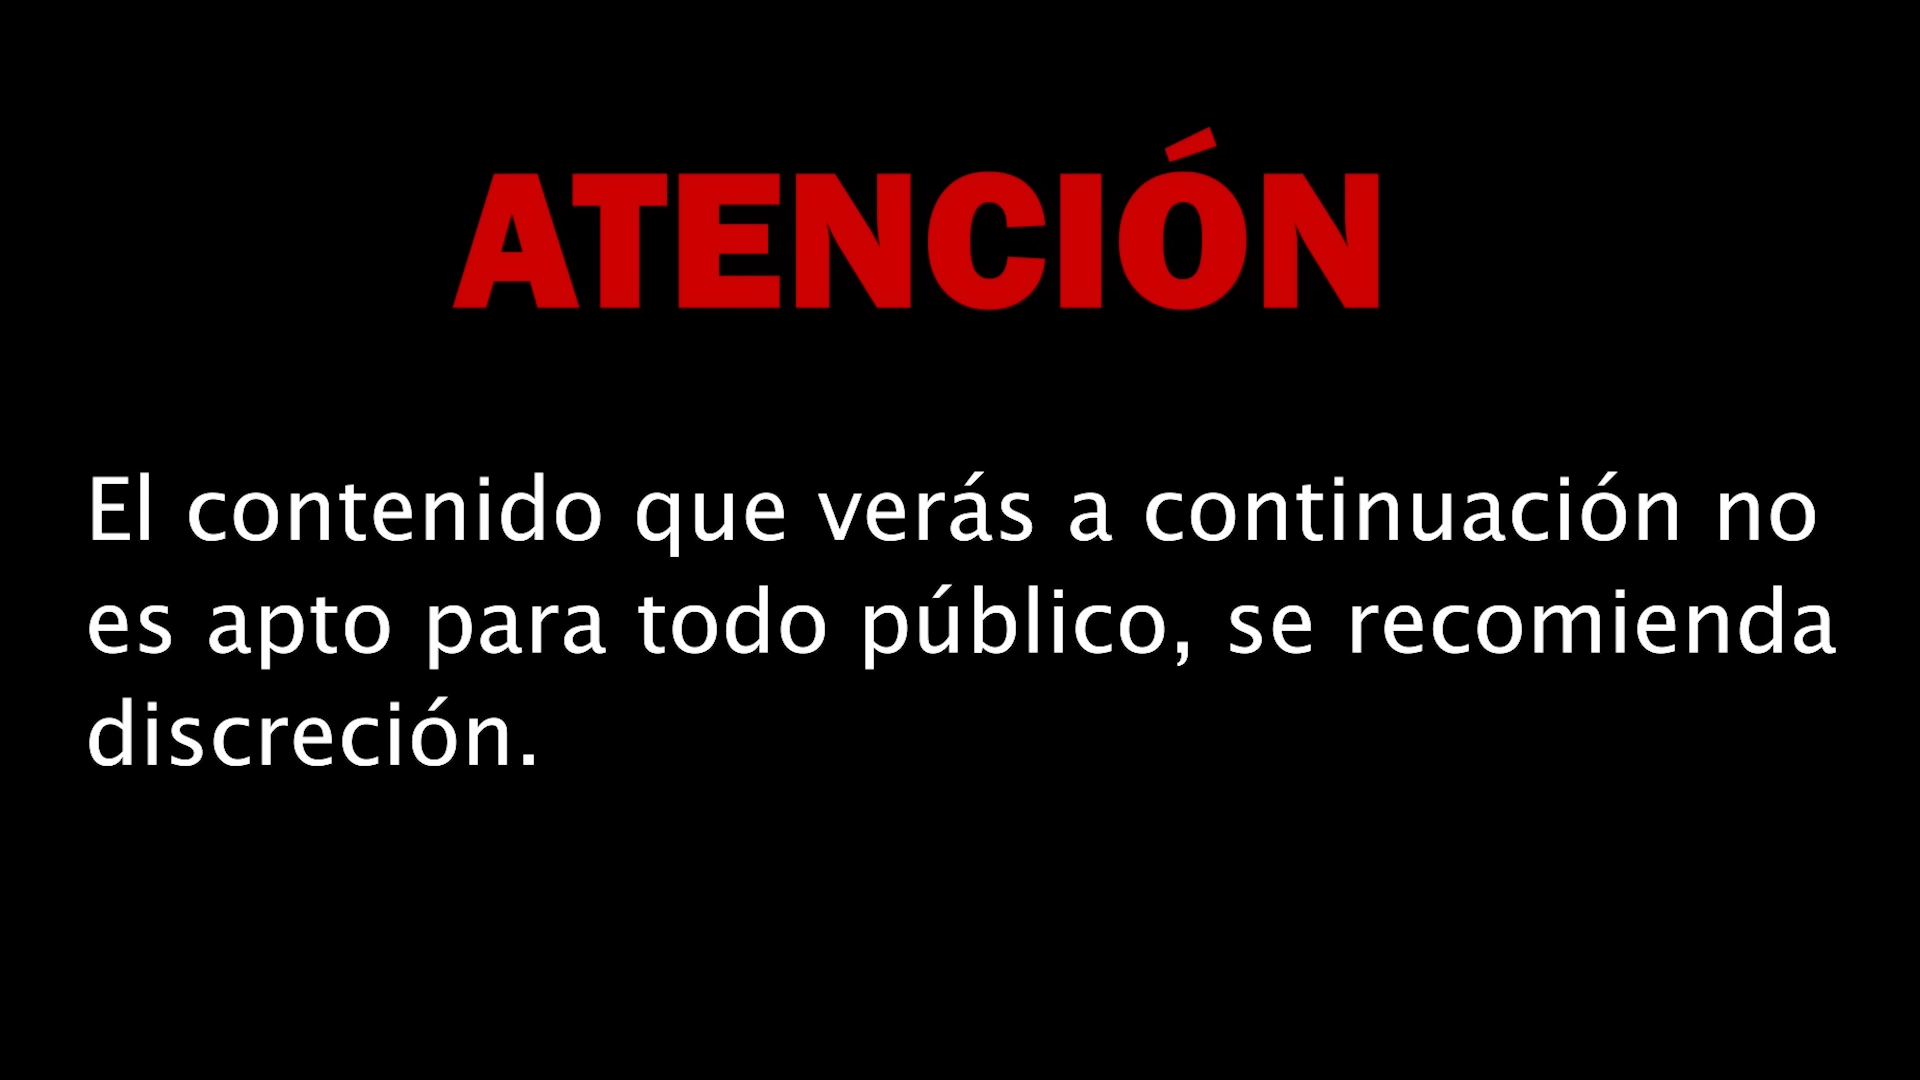 ATENCIÓN
El contenido que verás a continuación no
es apto para todo público, se recomienda
discreción.